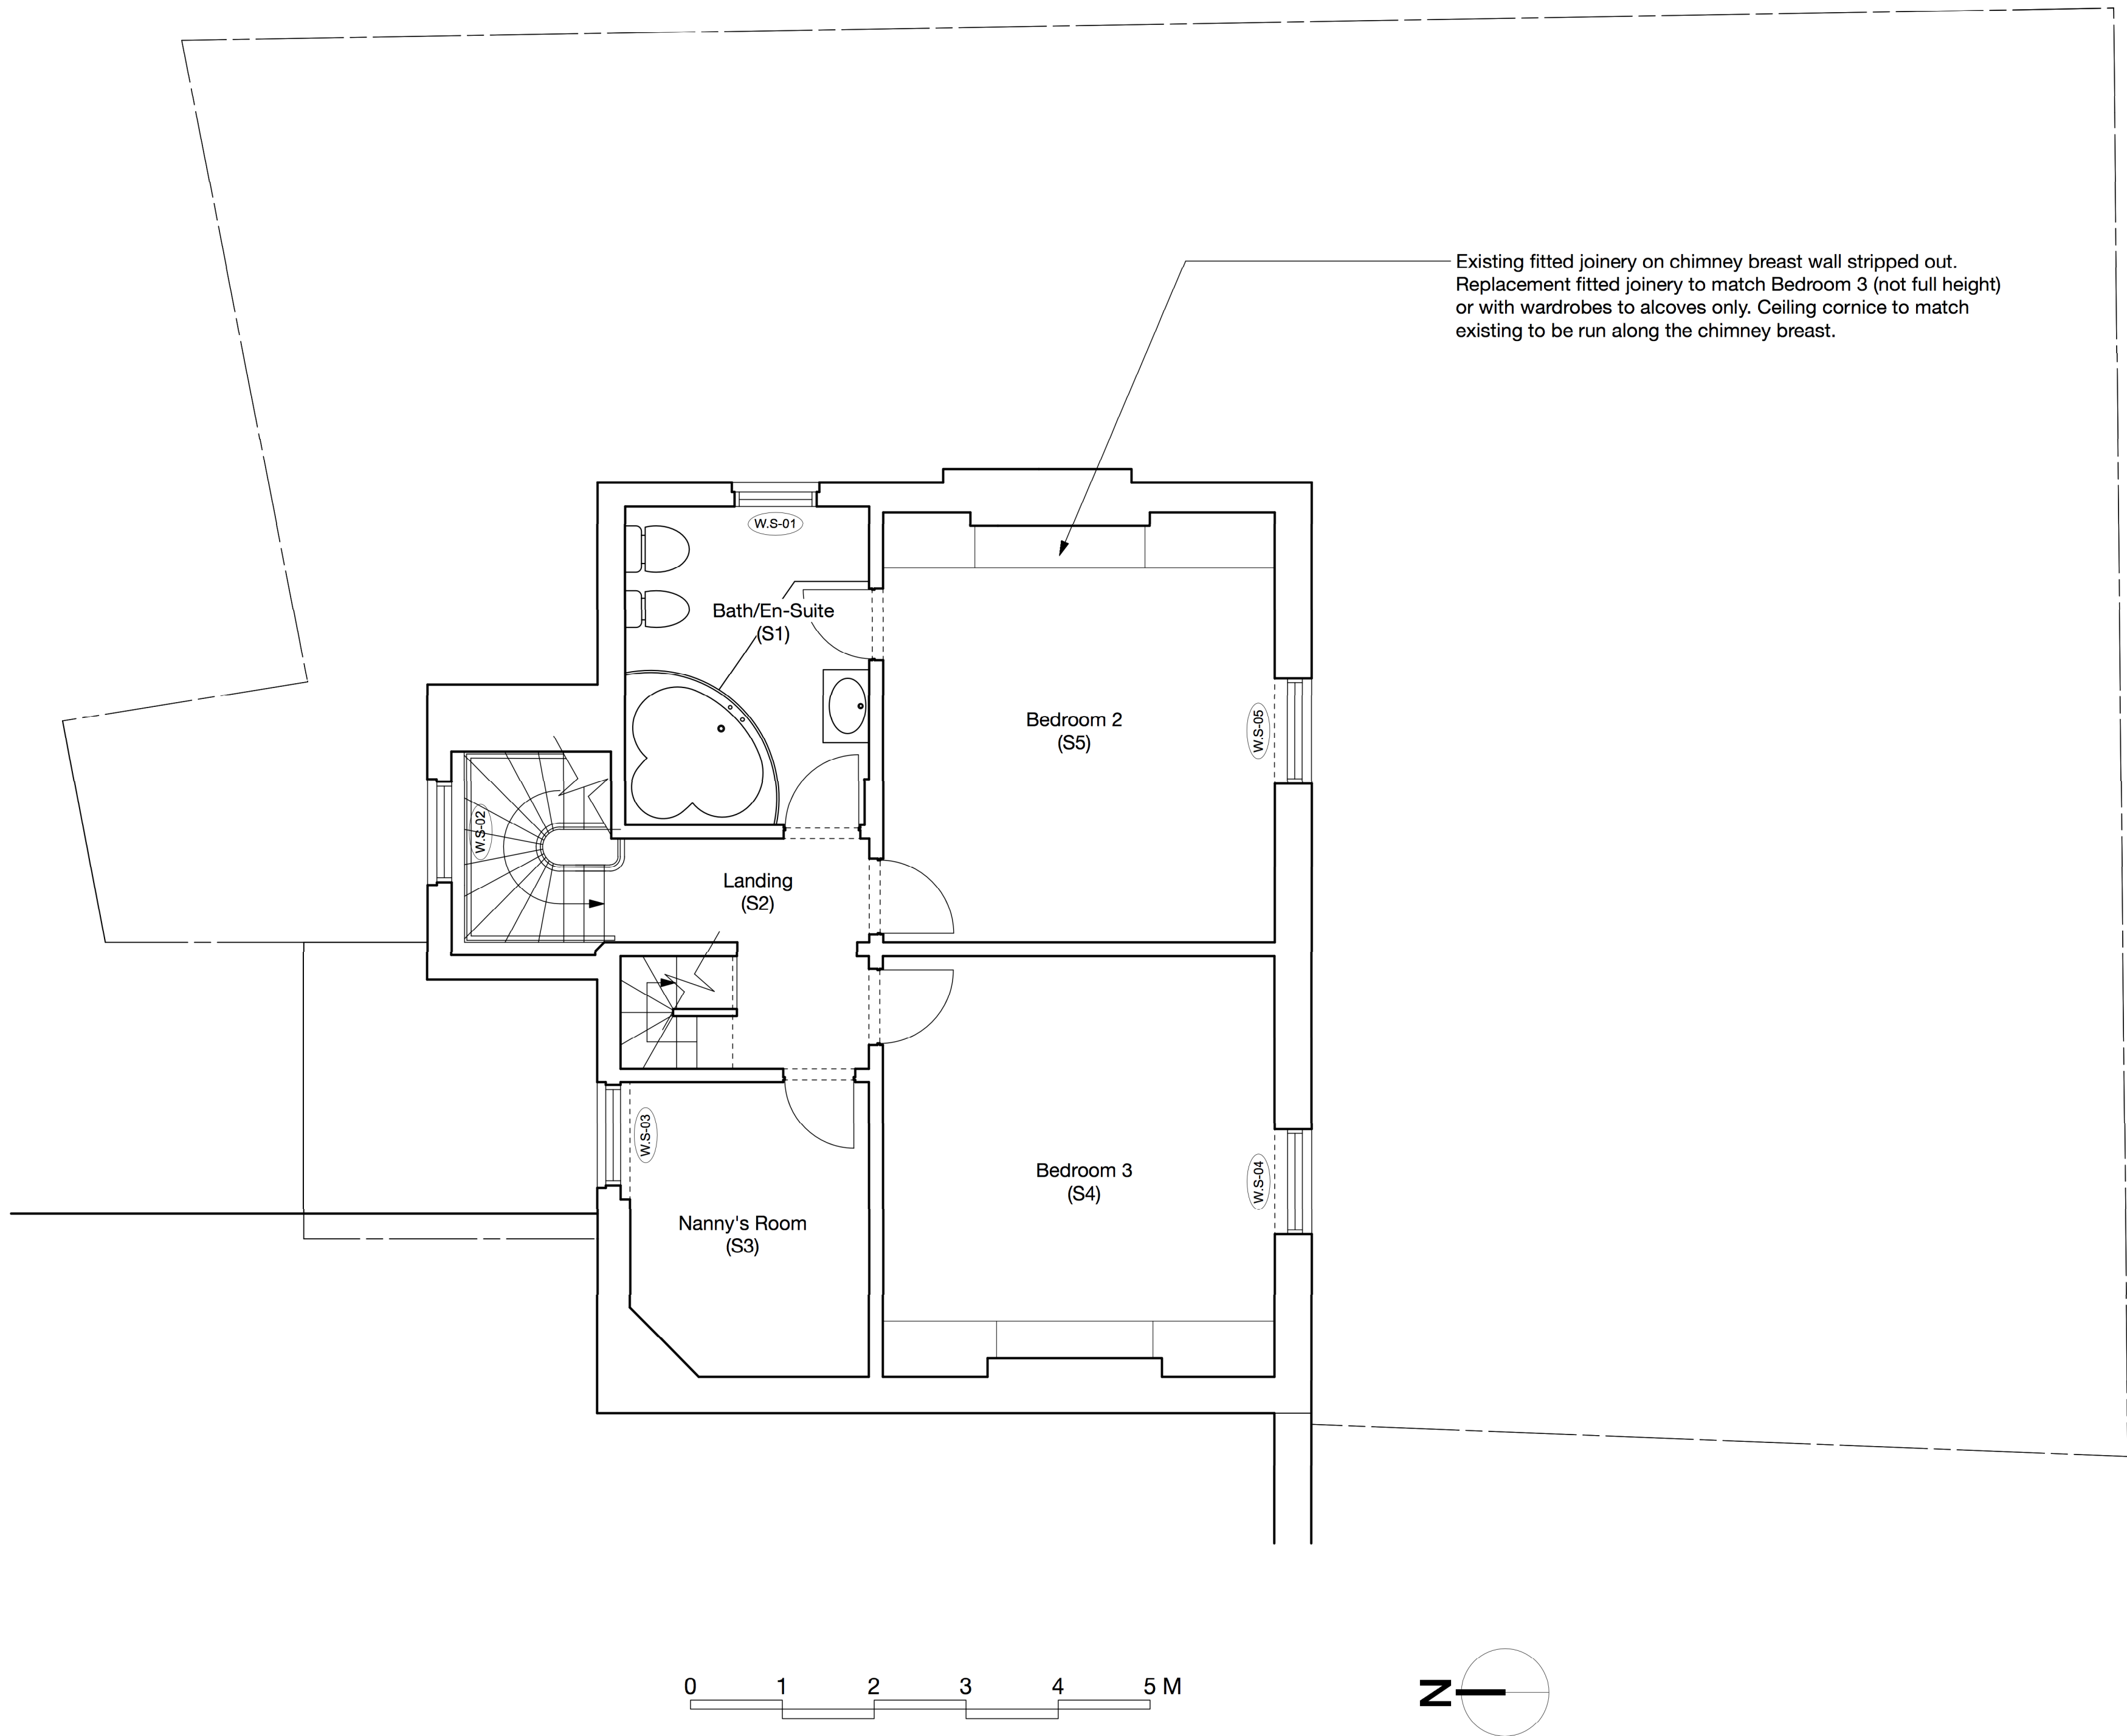 Existing fitted joinery on chimney breast wall stripped out.
Replacement fitted joinery to match Bedroom 3 (not full height)
or with wardrobes to alcoves only. Ceiling cornice to match
existing to be run along the chimney breast.
W.S-01
Bath/En-Suite
(S1)
Bedroom 2
(S5)
W.S-05
W.S-02
Landing
(S2)
W.S-03
Bedroom 3
(S4)
W.S-04
Nanny's Room
(S3)
0 1 2 3 4 5 M
N